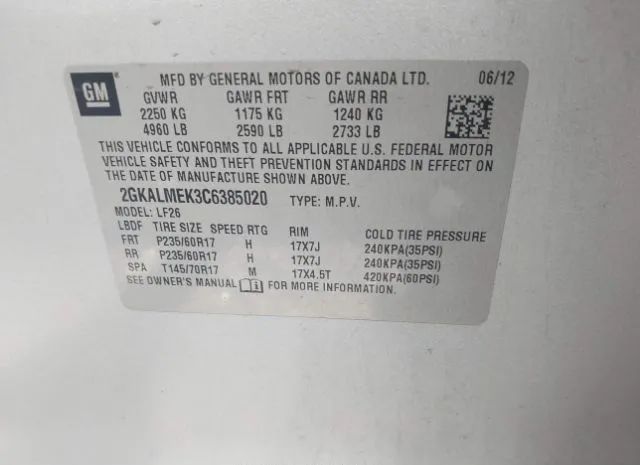 GM
MFD BY GENERAL MOTORS OF CANADA LTD. 06/12
GVWR GAWR FRT GAWR RR
2250 KG 1175 KG 1240 KG
4960 LB 2590 LB 2733 LB
THIS VEHICLE CONFORMS TO ALL APPLICABLE U.S. FEDERAL MOTOR
VEHICLE SAFETY AND THEFT PREVENTION STANDARDS IN EFFECT ON
THE DATE OF MANUFACTURE SHOWN ABOVE.
2GKALMEK3C6385020 TYPE: M.P.V.
MODEL: LF26
LBDF TIRE SIZE SPEED RTG RIM COLD TIRE PRESSURE
FRT P235/60R17 H 17X7J 240KPA(35PSI)
RR P235/60R17 H 17X7J 240KPA(35PSI)
SPA T145/70R17 M 17X4.5T 420KPA(60PSI)
SEE OWNER'S MANUAL FOR MORE INFORMATION.